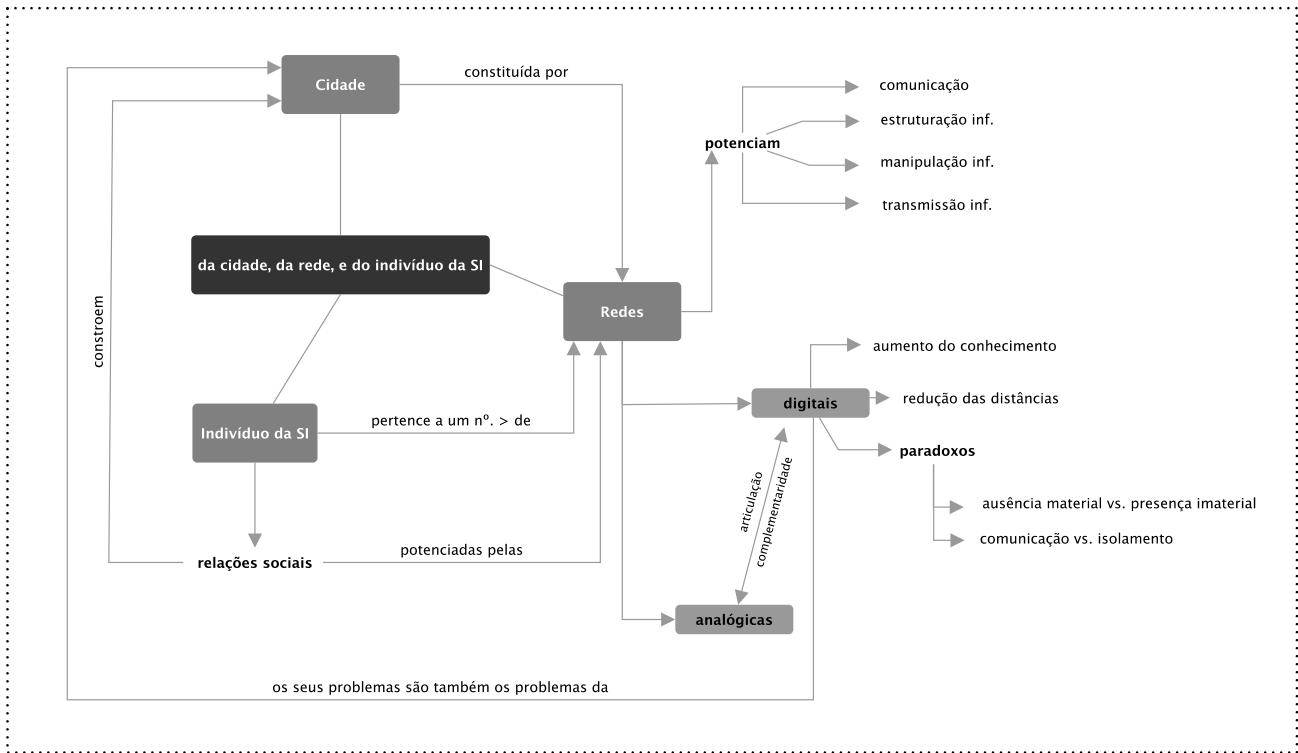 constituída por
Cidade
comunicação
estruturação inf.
potenciam
manipulação inf.
transmissão inf.
da cidade, da rede, e do indivíduo da SI
Redes
constroem
aumento do conhecimento
redução das distâncias
digitais
pertence a um nº. > de
Indivíduo da SI
paradoxos
articulação
complementaridade
ausência material vs. presença imaterial
comunicação vs. isolamento
potenciadas pelas
relações sociais
analógicas
os seus problemas são também os problemas da